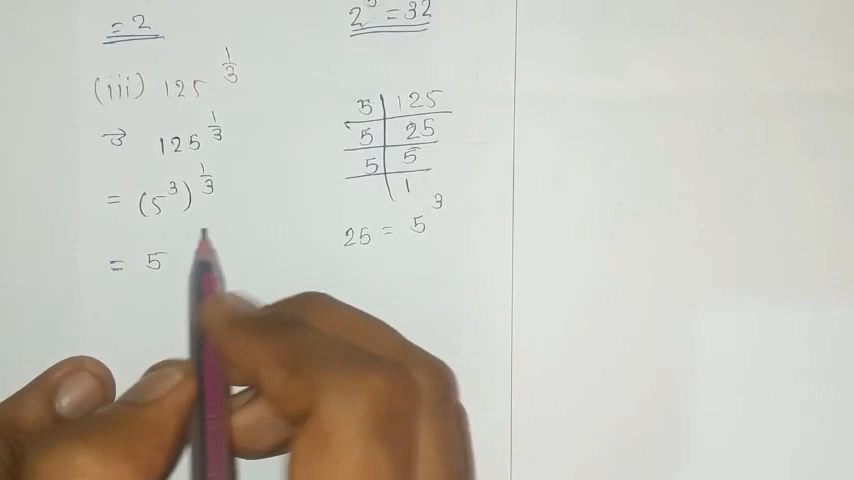 = 2
2⁵ = 32
(iii) 125^(1/3)
⇒ 125^(1/3)
= (5³)^(1/3)
= 5
5 | 125
5 | 25
5 | 5
| 1
25 = 5³